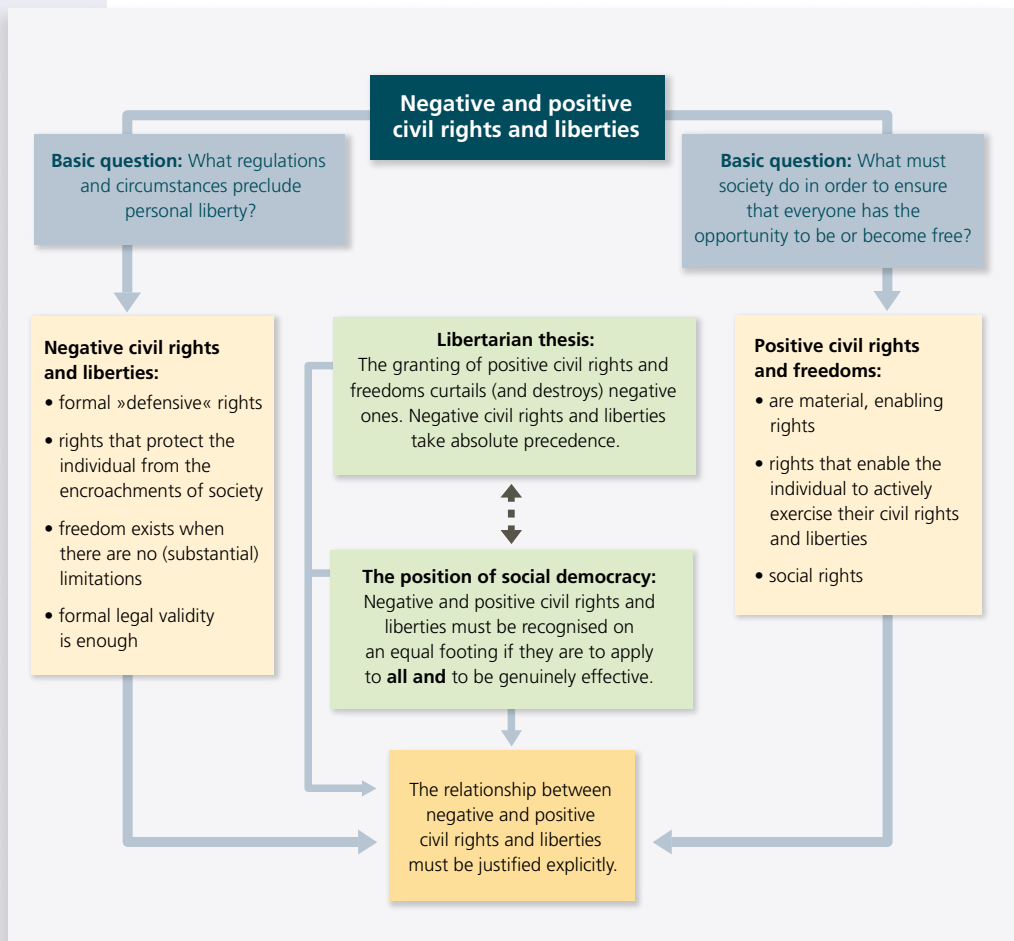 Negative and positive
civil rights and liberties
Basic question: What regulations
and circumstances preclude
personal liberty?
Basic question: What must
society do in order to ensure
that everyone has the
opportunity to be or become free?
Negative civil rights
and liberties:
• formal »defensive« rights
• rights that protect the
individual from the
encroachments of society
• freedom exists when
there are no (substantial)
limitations
• formal legal validity
is enough
Libertarian thesis:
The granting of positive civil rights and
freedoms curtails (and destroys) negative
ones. Negative civil rights and liberties
take absolute precedence.
The position of social democracy:
Negative and positive civil rights and
liberties must be recognised on
an equal footing if they are to apply
to all and to be genuinely effective.
Positive civil rights
and freedoms:
• are material, enabling
rights
• rights that enable the
individual to actively
exercise their civil rights
and liberties
• social rights
The relationship between
negative and positive
civil rights and liberties
must be justified explicitly.